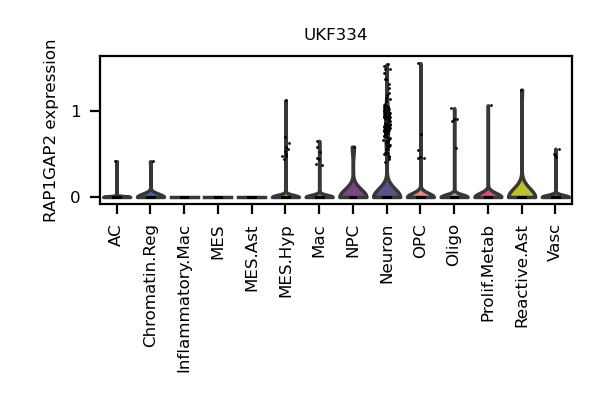 UKF334
RAP1GAP2 expression
1
0
AC
Chromatin.Reg
Inflammatory.Mac
MES
MES.Ast
MES.Hyp
Mac
NPC
Neuron
OPC
Oligo
Prolif.Metab
Reactive.Ast
Vasc